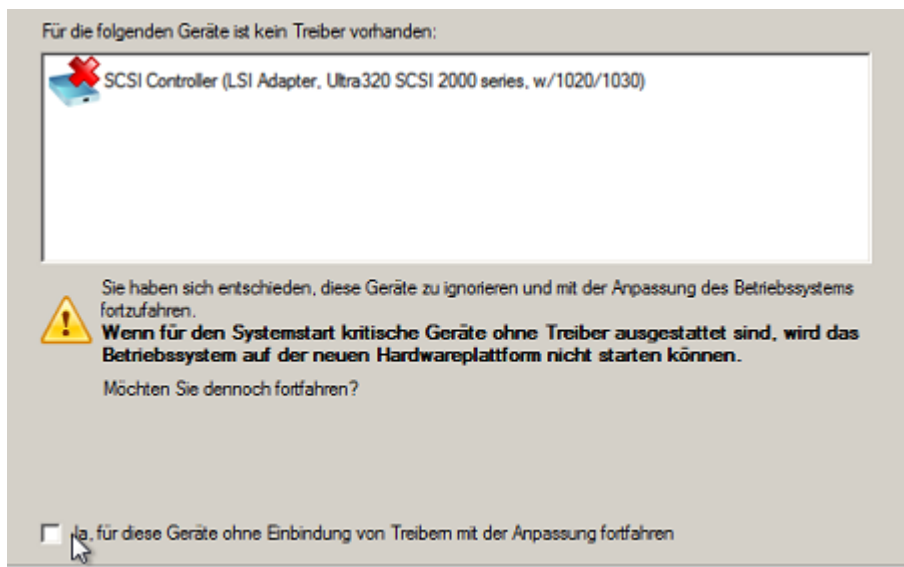 Für die folgenden Geräte ist kein Treiber vorhanden:
SCSI Controller (LSI Adapter, Ultra320 SCSI 2000 series, w/1020/1030)
Sie haben sich entschieden, diese Geräte zu ignorieren und mit der Anpassung des Betriebssystems
fortzufahren.
Wenn für den Systemstart kritische Geräte ohne Treiber ausgestattet sind, wird das
Betriebssystem auf der neuen Hardwareplattform nicht starten können.
Möchten Sie dennoch fortfahren?
Ja, für diese Geräte ohne Einbindung von Treibern mit der Anpassung fortfahren